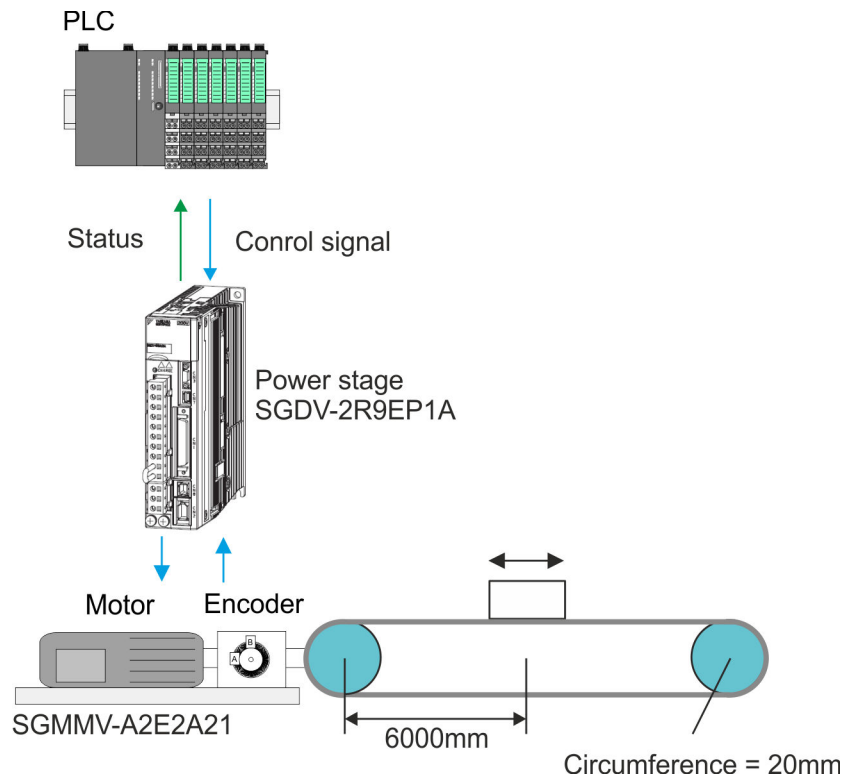 PLC
Status
Conrol signal
Power stage
SGDV-2R9EP1A
Motor
Encoder
B
A
SGMMV-A2E2A21
6000mm
Circumference = 20mm